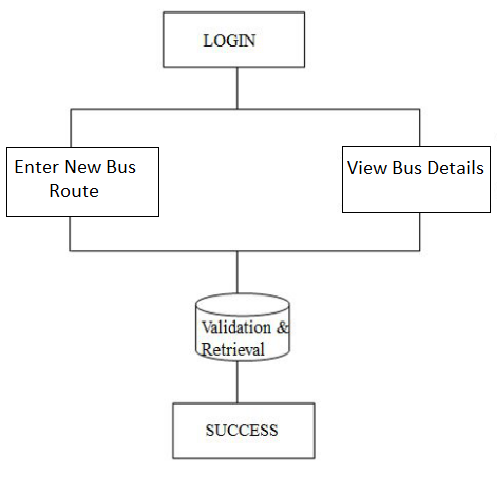 LOGIN
Enter New Bus
Route
View Bus Details
Validation &
Retrieval
SUCCESS